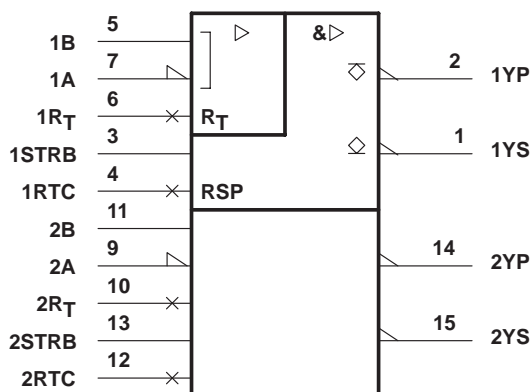 5 ▷ &▷
1B
7 2
1A 1YP
6
1RT RT
3 1
1STRB 1YS
4
1RTC RSP
11
2B
9 14
2A 2YP
10
2RT
13 15
2STRB 2YS
12
2RTC